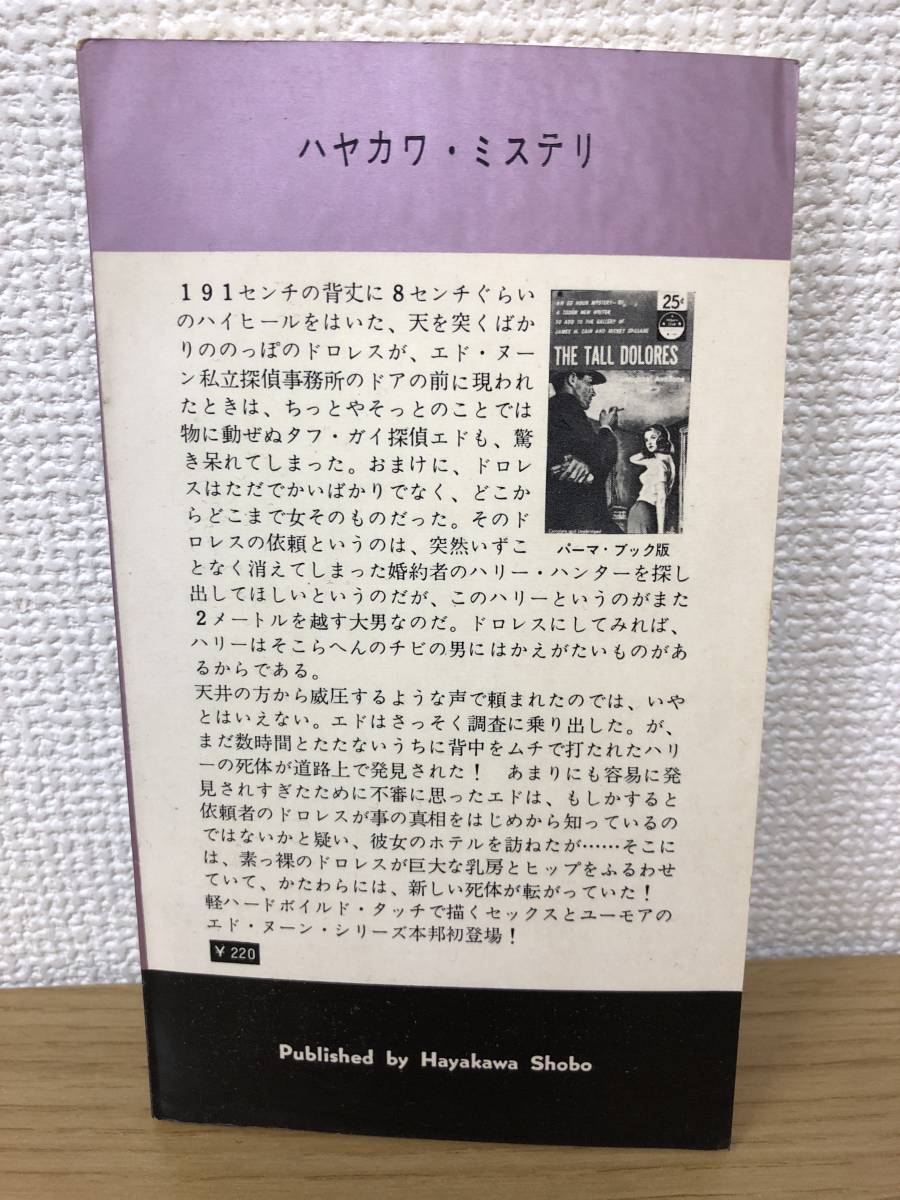 ハヤカワ・ミステリ
191センチの背丈に8センチぐらい
のハイヒールをはいた、天を突くばか
りののっぽのドロレスが、エド・ヌー
ン私立探偵事務所のドアの前に現われ
たときは、ちっとやそっとのことでは
物に動ぜぬタフ・ガイ探偵エドも、驚
き呆れてしまった。おまけに、ドロレ
スはただでかいばかりでなく、どこか
らどこまで女そのものだった。そのド
ロレスの依頼というのは、突然いずこ
となく消えてしまった婚約者のハリー・ハンターを探し
出してほしいというのだが、このハリーというのがまた
2メートルを越す大男なのだ。ドロレスにしてみれば、
ハリーはそこらへんのチビの男にはかえがたいものがあ
るからである。
天井の方から威圧するような声で頼まれたのでは、いや
とはいえない。エドはさっそく調査に乗り出した。が、
まだ数時間とたたないうちに背中をムチで打たれたハリ
ーの死体が道路上で発見された! あまりにも容易に発
見されすぎたために不審に思ったエドは、もしかすると
依頼者のドロレスが事の真相をはじめから知っているの
ではないかと疑い、彼女のホテルを訪ねたが……そこに
は、素っ裸のドロレスが巨大な乳房とヒップをふるわせ
ていて、かたわらには、新しい死体が転がっていた!
軽ハードボイルド・タッチで描くセックスとユーモアの
エド・ヌーン・シリーズ本邦初登場!
¥220
AN ED NOON MYSTERY—BY
A TOUGH NEW WRITER
TO ADD TO THE GALLERY OF
JAMES M. CAIN AND MICKEY SPILLANE
25¢
THE TALL DOLORES
Complete and Unabridged
パーマ・ブック版
Published by Hayakawa Shobo